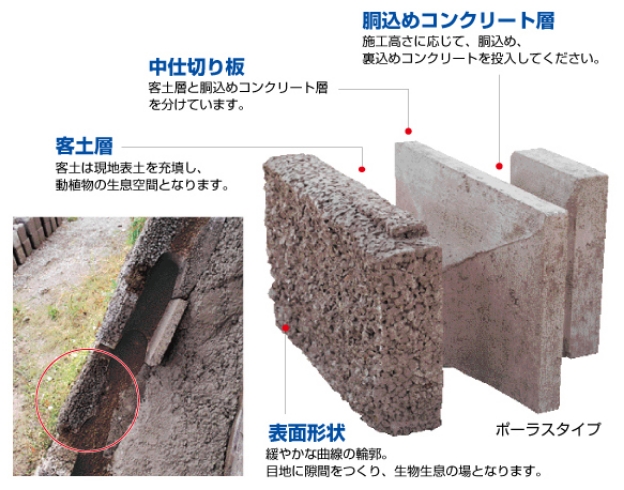 胴込めコンクリート層
施工高さに応じて、胴込め、
裏込めコンクリートを投入してください。
中仕切り板
客土層と胴込めコンクリート層
を分けています。
客土層
客土は現地表土を充填し、
動植物の生息空間となります。
ポーラスタイプ
表面形状
緩やかな曲線の輪郭。
目地に隙間をつくり、生物生息の場となります。